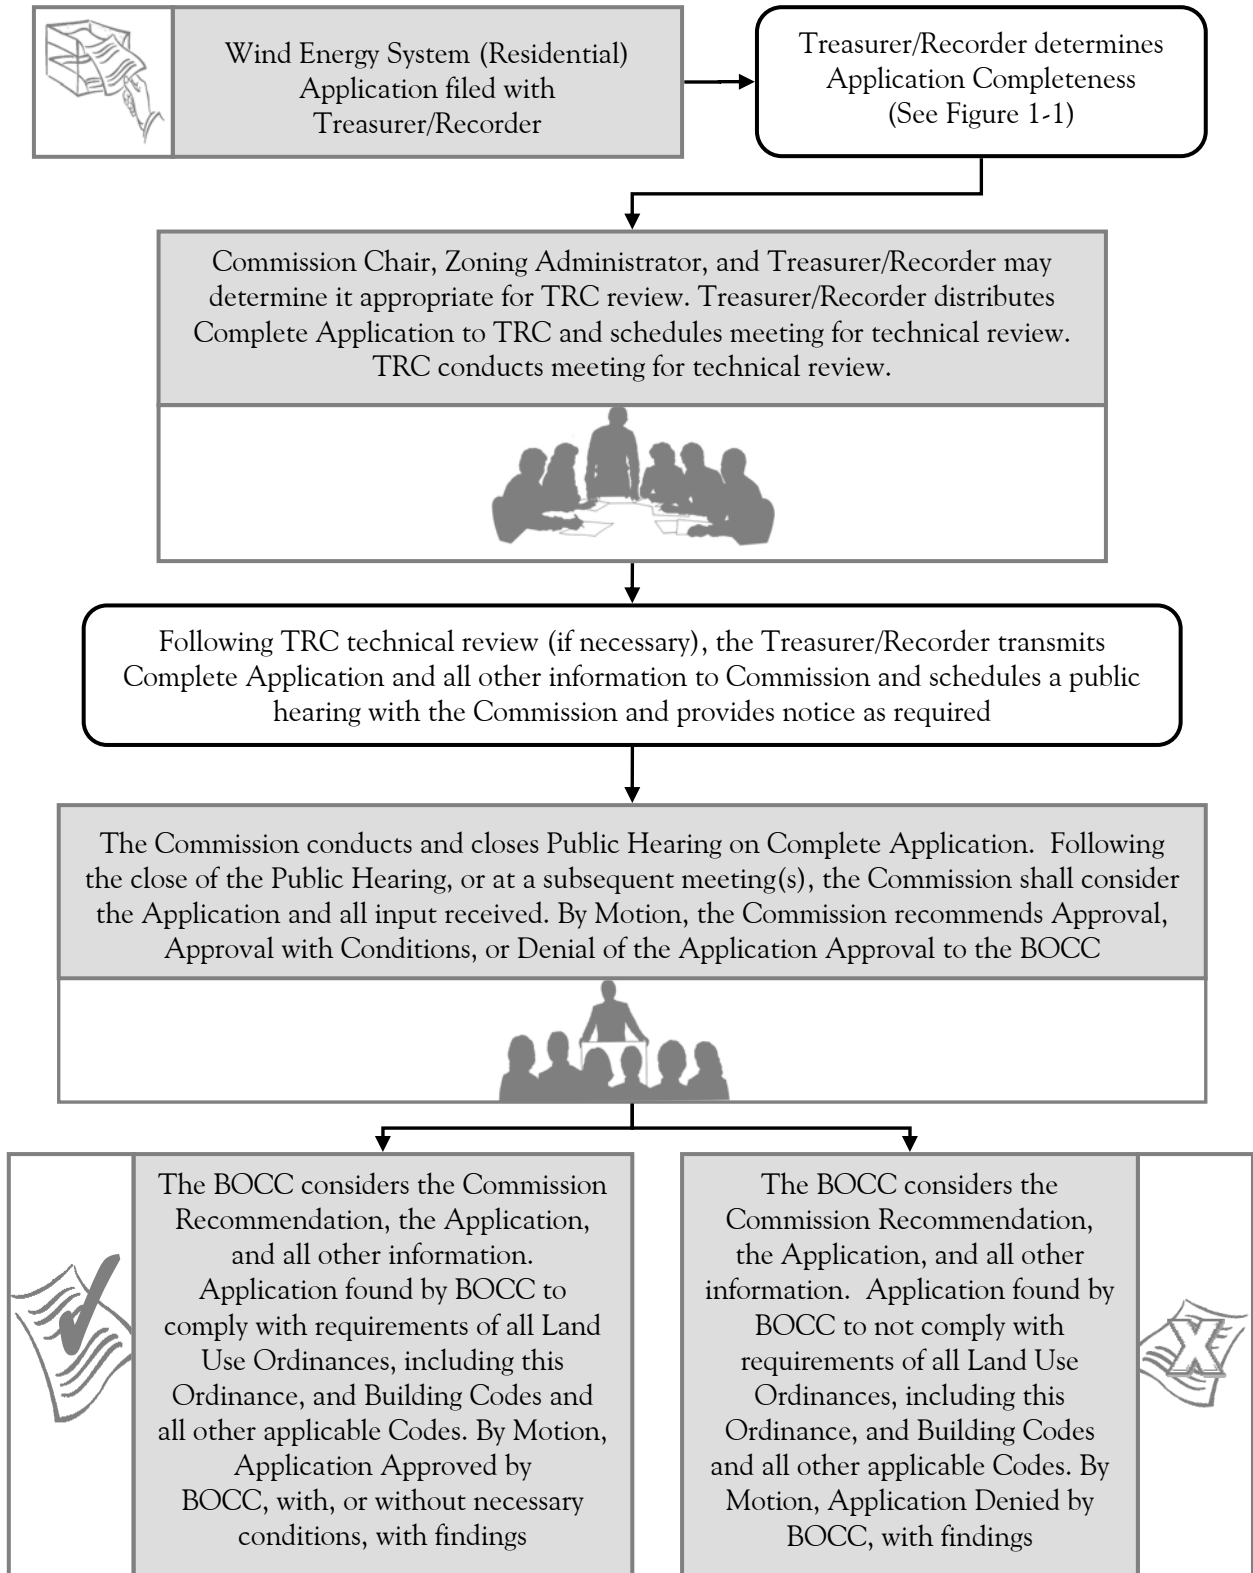 Wind Energy System (Residential)
Application filed with
Treasurer/Recorder
Treasurer/Recorder determines
Application Completeness
(See Figure 1-1)
Commission Chair, Zoning Administrator, and Treasurer/Recorder may
determine it appropriate for TRC review. Treasurer/Recorder distributes
Complete Application to TRC and schedules meeting for technical review.
TRC conducts meeting for technical review.
Following TRC technical review (if necessary), the Treasurer/Recorder transmits
Complete Application and all other information to Commission and schedules a public
hearing with the Commission and provides notice as required
The Commission conducts and closes Public Hearing on Complete Application.  Following
the close of the Public Hearing, or at a subsequent meeting(s), the Commission shall consider
the Application and all input received. By Motion, the Commission recommends Approval,
Approval with Conditions, or Denial of the Application Approval to the BOCC
The BOCC considers the Commission
Recommendation, the Application,
and all other information.
Application found by BOCC to
comply with requirements of all Land
Use Ordinances, including this
Ordinance, and Building Codes and
all other applicable Codes. By Motion,
Application Approved by
BOCC, with, or without necessary
conditions, with findings
The BOCC considers the
Commission Recommendation,
the Application, and all other
information.  Application found by
BOCC to not comply with
requirements of all Land Use
Ordinances, including this
Ordinance, and Building Codes
and all other applicable Codes. By
Motion, Application Denied by
BOCC, with findings
X